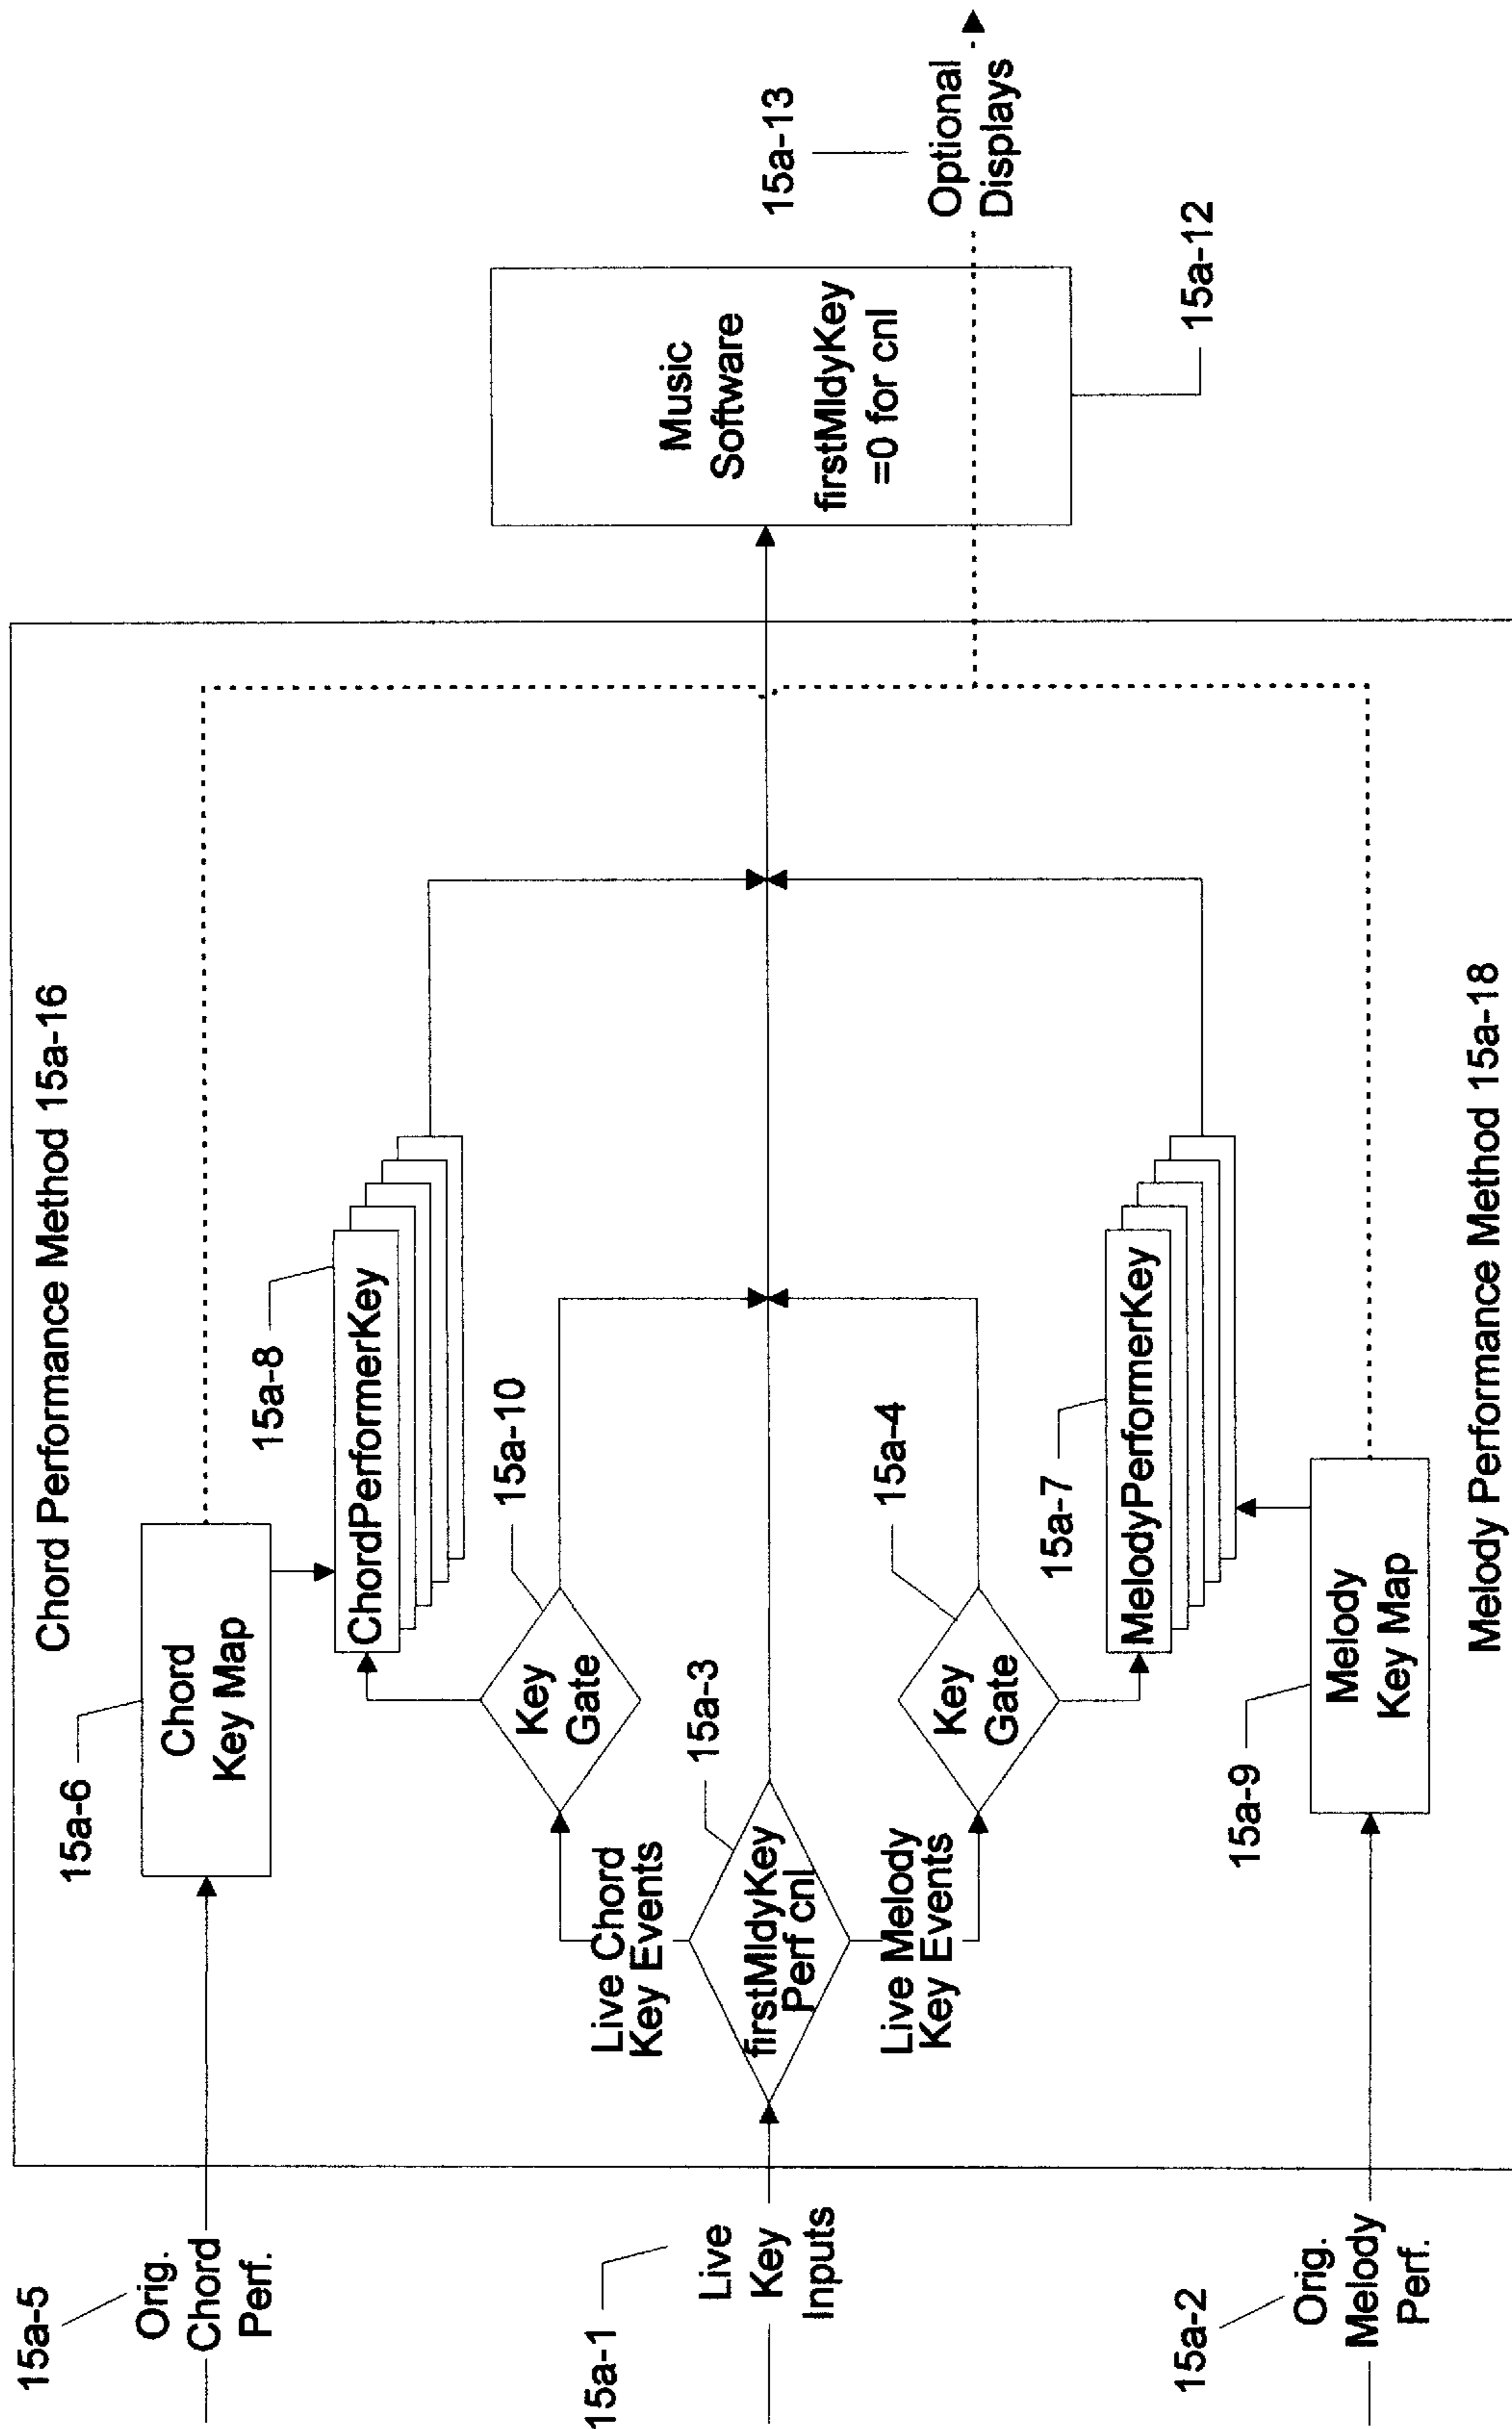 Chord Performance Method 15a-16
15a-5
Orig.
Chord
Perf.
15a-6
Chord
Key Map
15a-8
ChordPerformerKey
15a-10
Key
Gate
Live Chord
Key Events
15a-1
Live
Key
Inputs
15a-3
firstMldyKey
Perf cnl
Live Melody
Key Events
15a-4
Key
Gate
15a-7
MelodyPerformerKey
15a-2
Orig.
Melody
Perf.
15a-9
Melody
Key Map
Melody Performance Method 15a-18
Music
Software
firstMldyKey
=0 for cnl
15a-12
15a-13
Optional
Displays